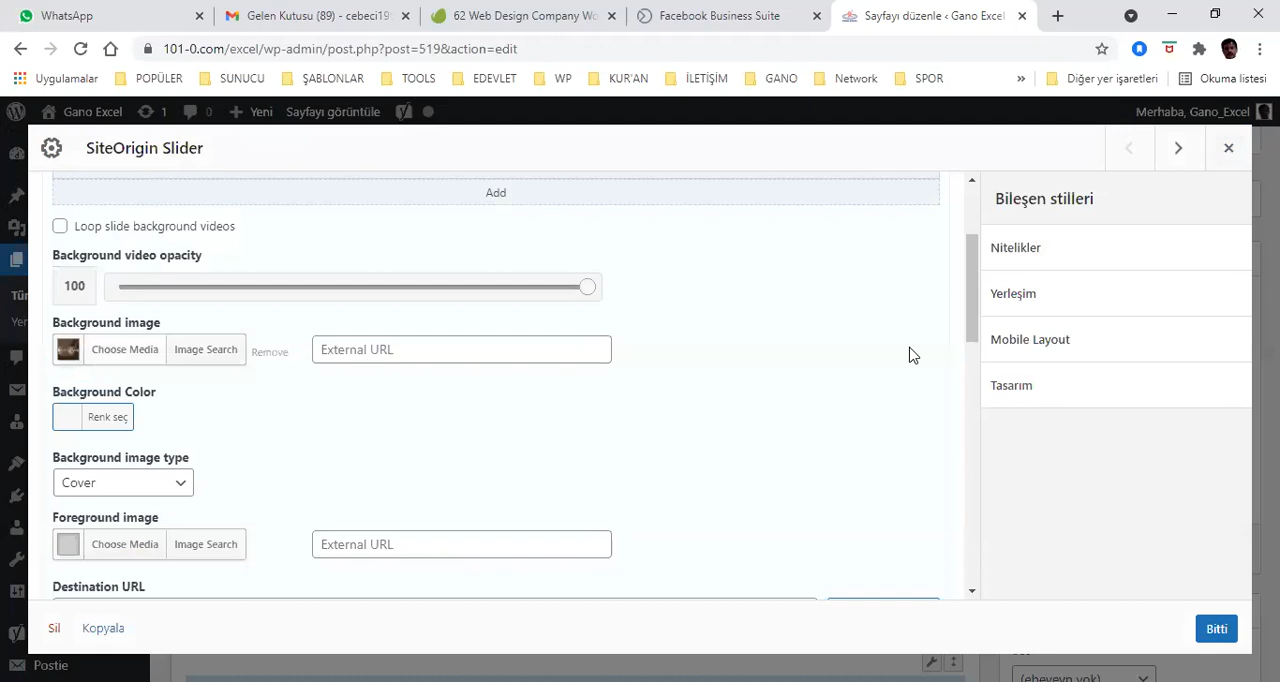 WhatsApp
Gelen Kutusu (89) - cebeci19
62 Web Design Company Wo
Facebook Business Suite
Sayfayı düzenle ‹ Gano Excel
101-0.com/excel/wp-admin/post.php?post=519&action=edit
Uygulamalar POPÜLER SUNUCU ŞABLONLAR TOOLS EDEVLET WP KUR'AN İLETİŞİM GANO Network SPOR » Diğer yer işaretleri Okuma listesi
Gano Excel 1 0 Yeni Sayfayı görüntüle Merhaba, Gano_Excel
SiteOrigin Slider
Add
Loop slide background videos
Background video opacity
100
Background image
Choose Media Image Search Remove External URL
Background Color
Renk seç
Background image type
Cover
Foreground image
Choose Media Image Search External URL
Destination URL
Bileşen stilleri
Nitelikler
Yerleşim
Mobile Layout
Tasarım
Tür
Yer
Sil Kopyala Bitti
Postie
(ebeveyn yok)